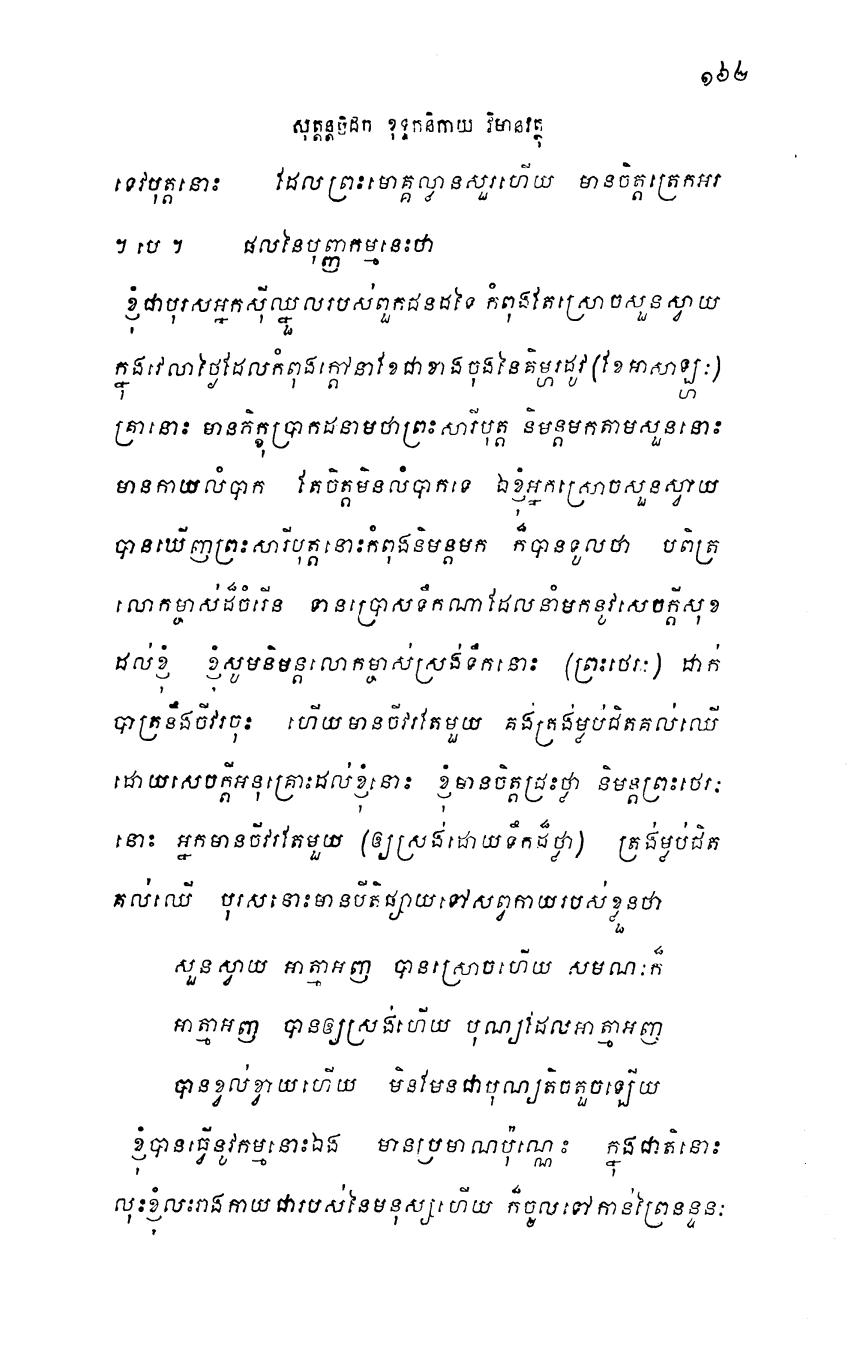 ១៦២
សុត្តន្តបិដក ខុទ្ទកនិកាយ វិមានវត្ថុ
ទេវបុត្តនោះ ដែលព្រះមោគ្គល្លានសួរហើយ មានចិត្តត្រេកអរ
។ បេ ។ ផលនៃបុញ្ញកម្មនេះថា
ខ្ញុំជាបុរសអ្នកស៊ីឈ្នួលរបស់ពួកជនដទៃ កំពុងតែស្រោចសួនស្វាយ
ក្នុងវេលាថ្ងៃដែលកំពុងក្តៅនាខែជាខាងចុងនៃគិម្ហរដូវ (ខែអាសាឡ្ហៈ)
គ្រានោះ មានភិក្ខុប្រាកដនាមថាព្រះសារីបុត្ត និមន្តមកតាមសួននោះ
មានកាយលំបាក តែចិត្តមិនលំបាកទេ ឯខ្ញុំអ្នកស្រោចសួនស្វាយ
បានឃើញព្រះសារីបុត្តនោះកំពុងនិមន្តមក ក៏បានទូលថា បពិត្រ
លោកម្ចាស់ដ៏ចំរើន ទានប្រោសទឹកណាដែលនាំមកនូវសេចក្តីសុខ
ដល់ខ្ញុំ ខ្ញុំសូមនិមន្តលោកម្ចាស់ស្រង់ទឹកនោះ (ព្រះថេរៈ) ដាក់
បាត្រនឹងចីវរចុះ ហើយមានចីវរតែមួយ គង់ត្រង់ម្លប់ជិតគល់ឈើ
ដោយសេចក្តីអនុគ្រោះដល់ខ្ញុំនោះ ខ្ញុំមានចិត្តជ្រះថ្លា និមន្តព្រះថេរៈ
នោះ អ្នកមានចីវរតែមួយ (ឲ្យស្រង់ដោយទឹកដ៏ថ្លា) ត្រង់ម្លប់ជិត
គល់ឈើ បុរសនោះមានបីតិផ្សាយទៅសព្វកាយរបស់ខ្លួនថា
សួនស្វាយ អាត្មាអញ បានស្រោចហើយ សមណៈក៏
អាត្មាអញ បានឲ្យស្រង់ហើយ បុណ្យដែលអាត្មាអញ
បានខ្វល់ខ្វាយហើយ មិនមែនជាបុណ្យតិចតួចឡើយ
ខ្ញុំបានធ្វើនូវកម្មនោះឯង មានប្រមាណប៉ុណ្ណេះ ក្នុងជាតិនោះ
លុះខ្ញុំលះរាងកាយជារបស់នៃមនុស្សហើយ ក៏ចូលទៅកាន់ព្រៃនន្ទនៈ